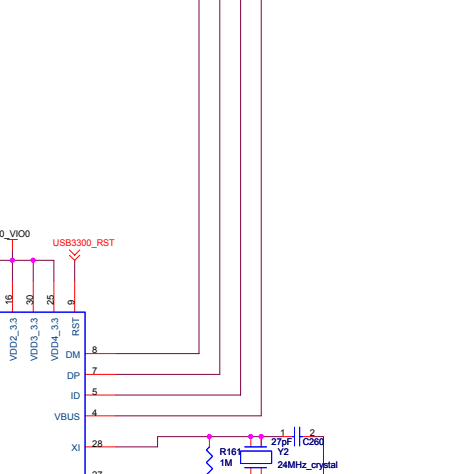 0_VIO0
USB3300_RST
16
30
25
9
VDD2_3.3
VDD3_3.3
VDD4_3.3
RST
DM 8
DP 7
ID 5
VBUS 4
XI 28
1 2
27pF C260
R161 Y2
1M 24MHz_crystal